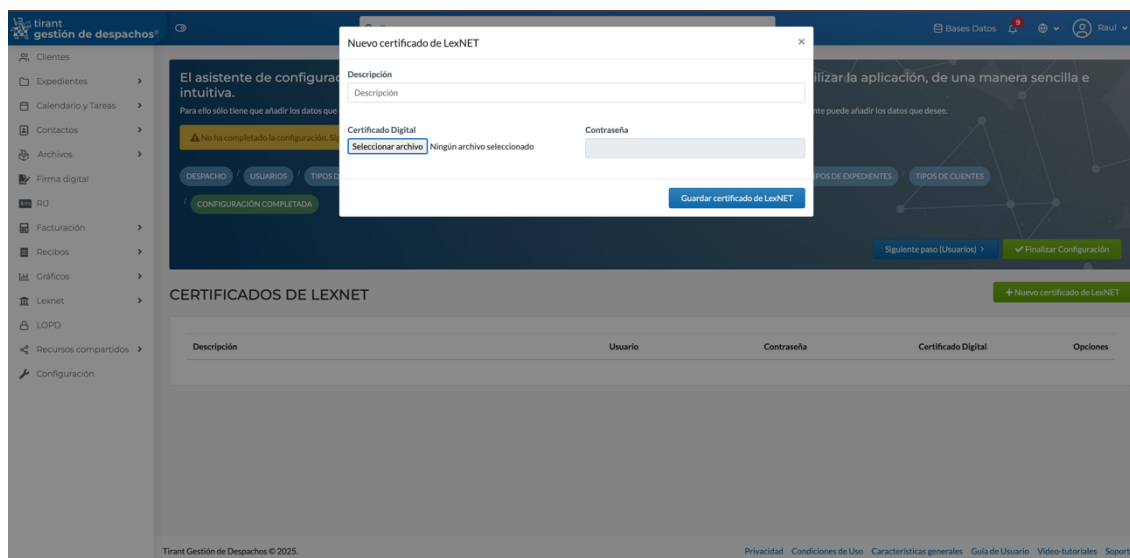 tirant
gestión de despachos®
Bases Datos
9
Raul
Clientes
Expedientes
Calendario y Tareas
Contactos
Archivos
Firma digital
RIJ
Facturación
Recibos
Gráficos
Lexnet
LOPD
Recursos compartidos
Configuración
Nuevo certificado de LexNET ×
Descripción
Descripción
Certificado Digital Contraseña
Seleccionar archivo Ningún archivo seleccionado
Guardar certificado de LexNET
El asistente de configurac ilizar la aplicación, de una manera sencilla e
intuitiva.
Para ello sólo tiene que añadir los datos que nte puede añadir los datos que desee.
No ha completado la configuración. Sig
DESPACHO / USUARIOS / TIPOS D IPOS DE EXPEDIENTES / TIPOS DE CLIENTES
/ CONFIGURACIÓN COMPLETADA
Siguiente paso (Usuarios) > Finalizar Configuración
CERTIFICADOS DE LEXNET
+ Nuevo certificado de LexNET
Descripción Usuario Contraseña Certificado Digital Opciones
Tirant Gestión de Despachos © 2025.
Privacidad Condiciones de Uso Características generales Guía de Usuario Video-tutoriales Soport